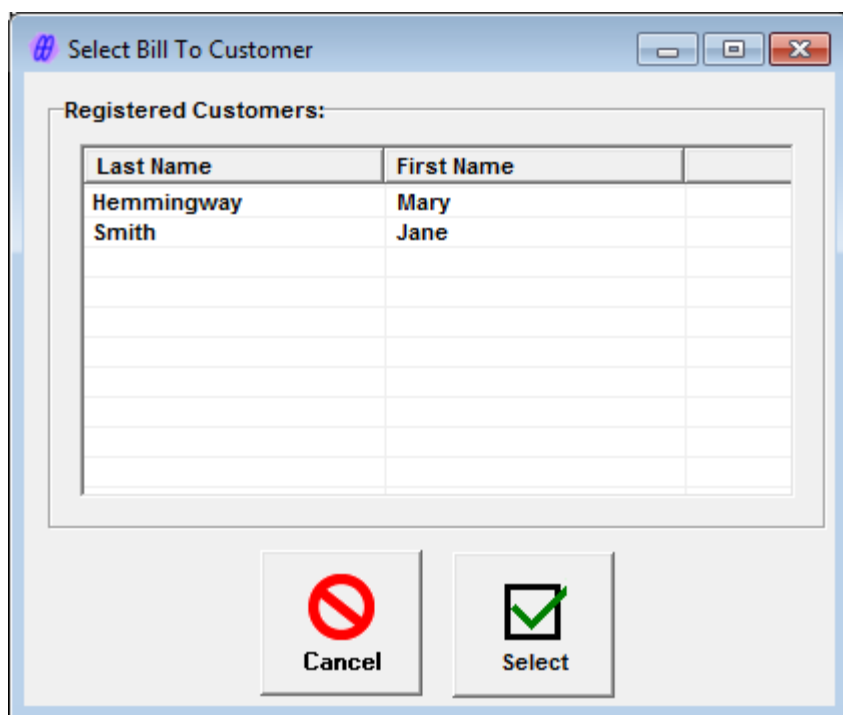 Select Bill To Customer
Registered Customers:
Last Name First Name
Hemmingway Mary
Smith Jane
Cancel Select